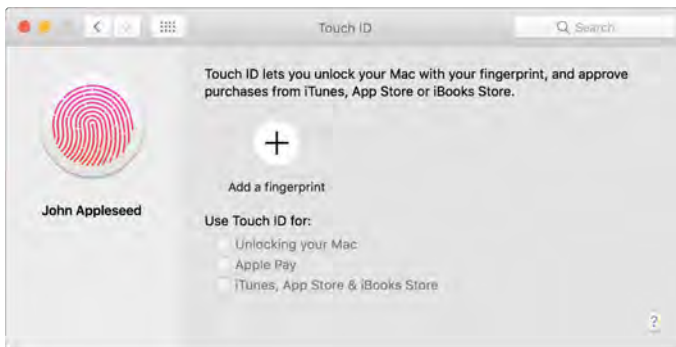 Touch ID
Search
Touch ID lets you unlock your Mac with your fingerprint, and approve
purchases from iTunes, App Store or iBooks Store.
Add a fingerprint
John Appleseed
Use Touch ID for:
Unlocking your Mac
Apple Pay
iTunes, App Store & iBooks Store
?